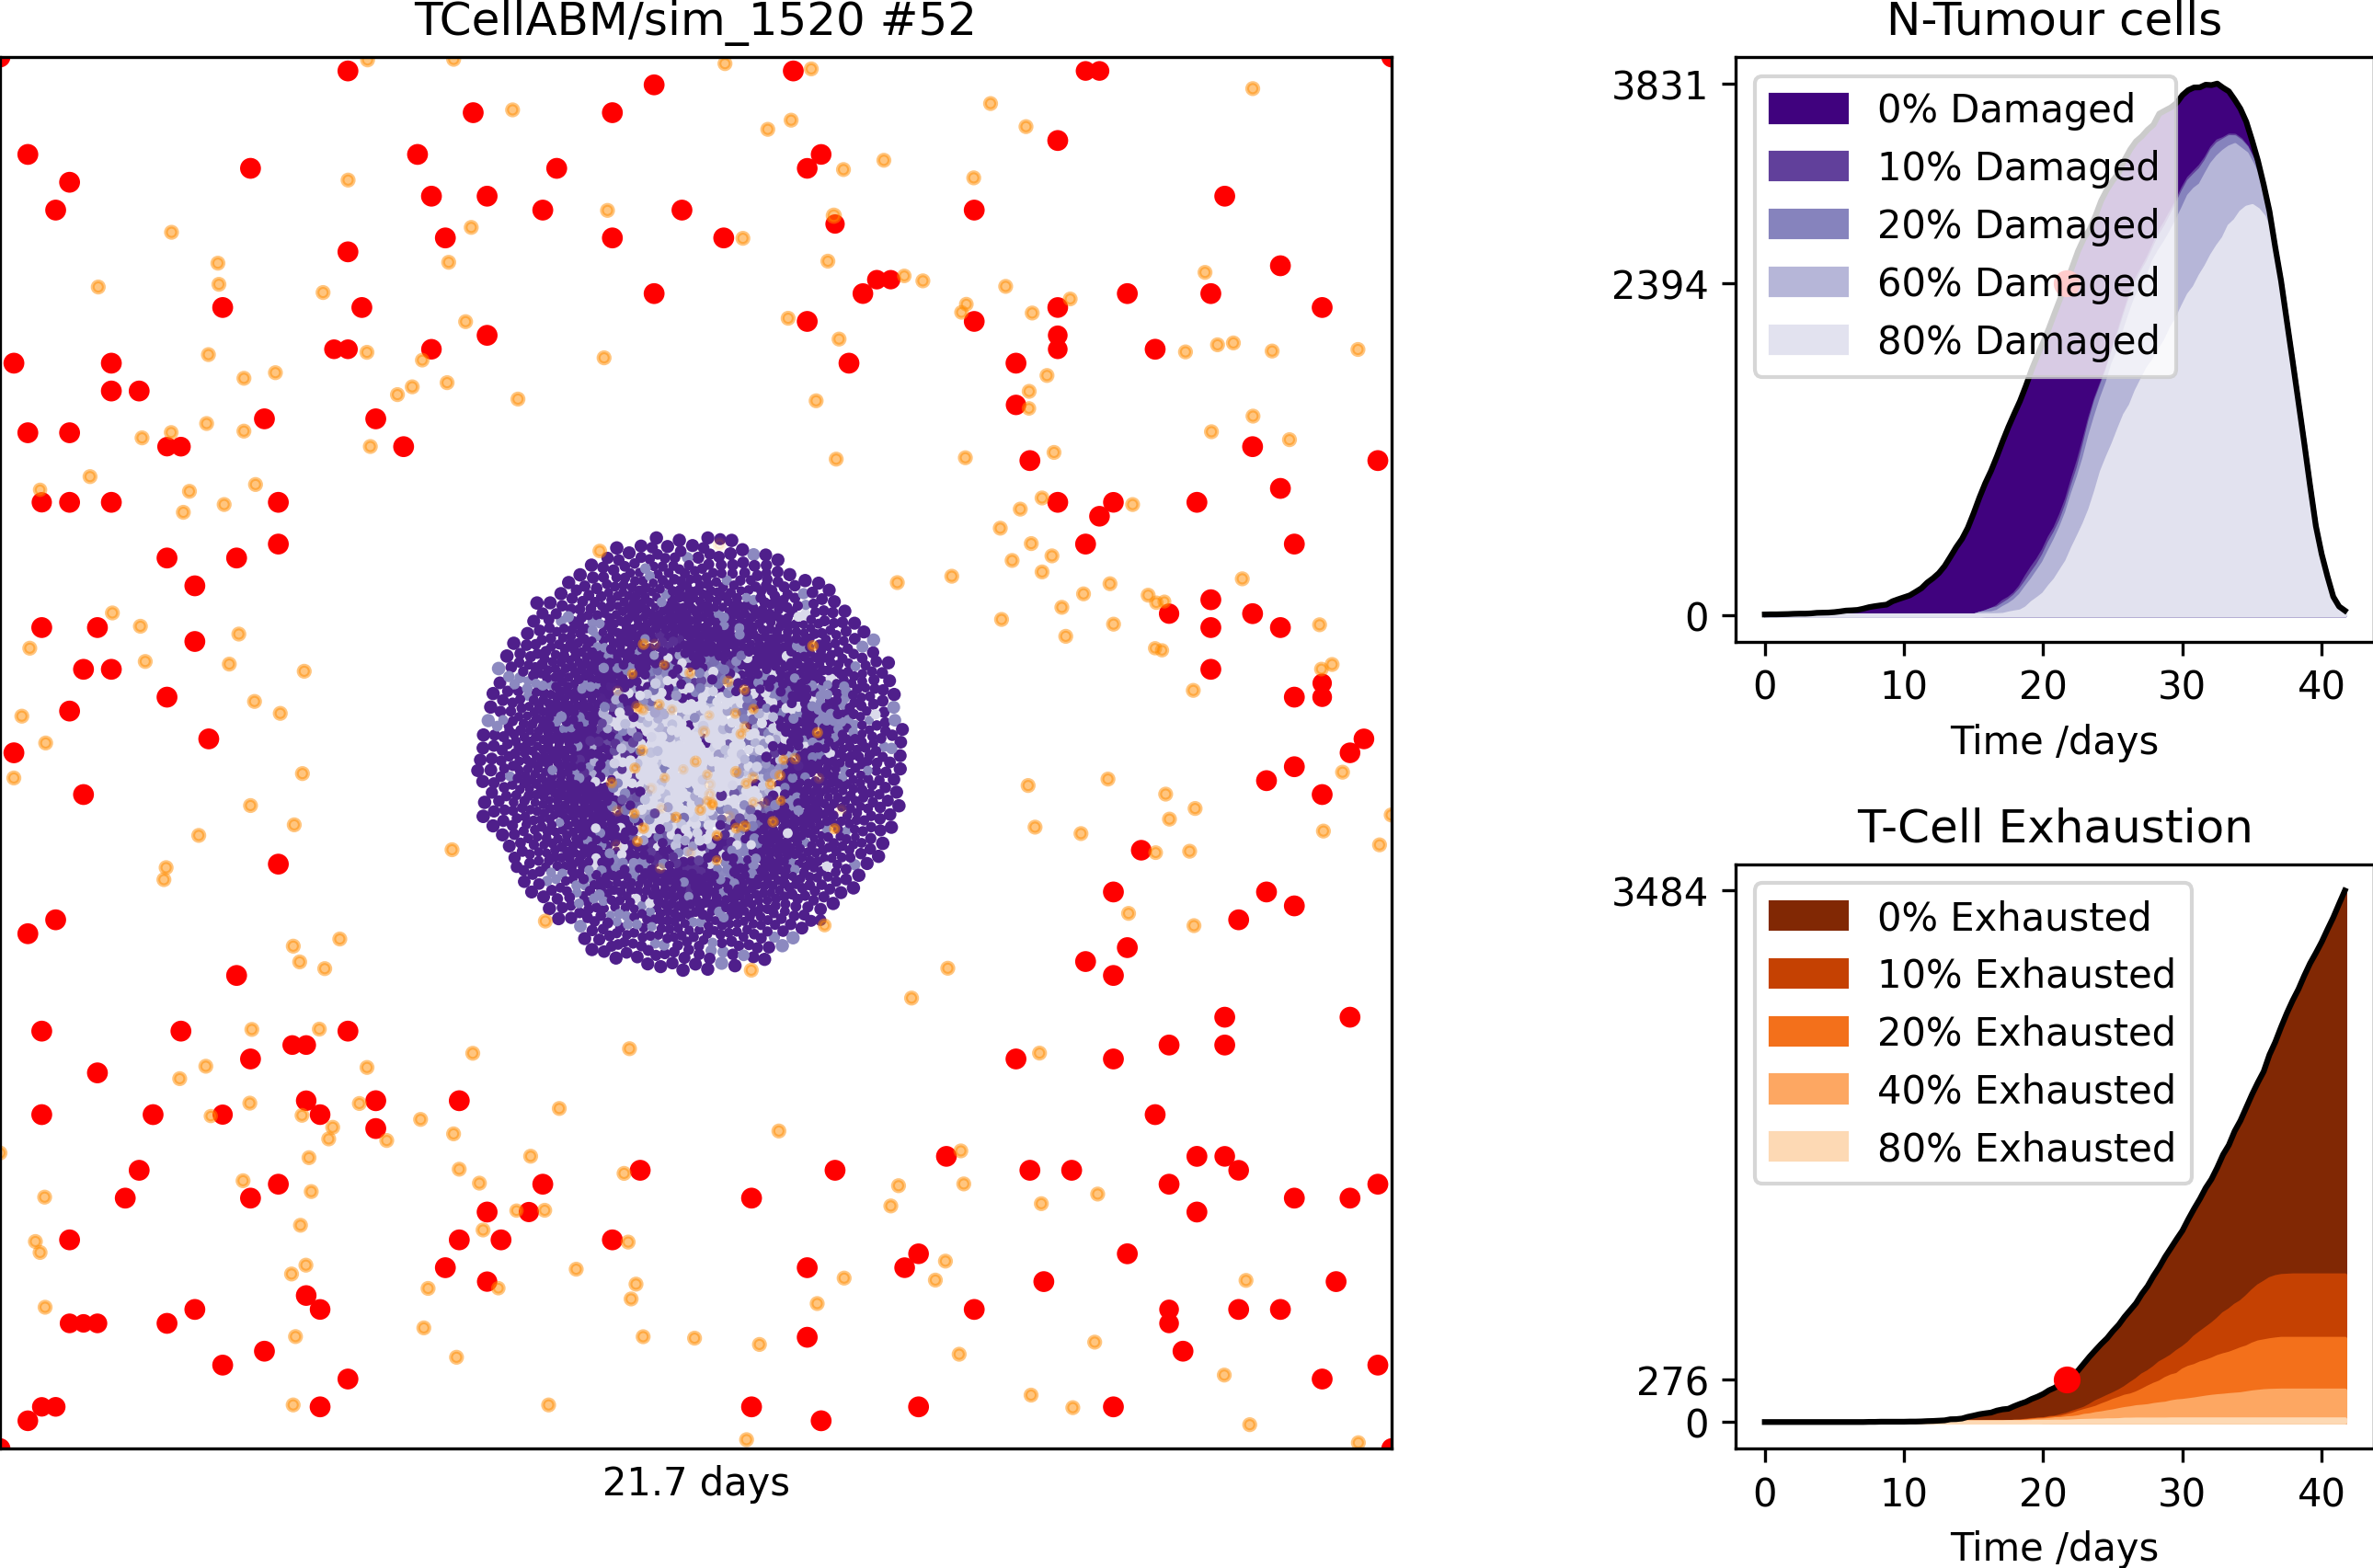 TCellABM/sim_1520 #52
21.7 days
N-Tumour cells
3831
2394
0
0% Damaged
10% Damaged
20% Damaged
60% Damaged
80% Damaged
0 10 20 30 40
Time /days
T-Cell Exhaustion
3484
276
0
0% Exhausted
10% Exhausted
20% Exhausted
40% Exhausted
80% Exhausted
0 10 20 30 40
Time /days